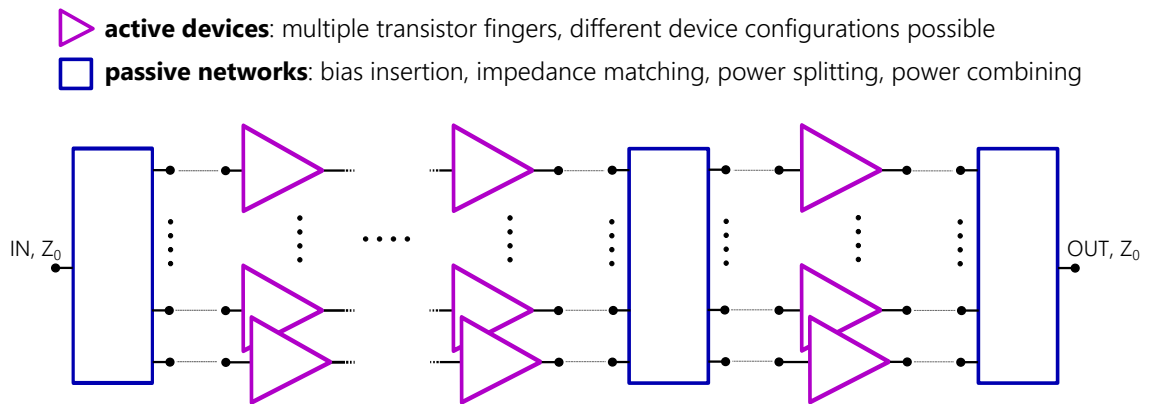 active devices: multiple transistor fingers, different device configurations possible
passive networks: bias insertion, impedance matching, power splitting, power combining
IN, Z0
OUT, Z0